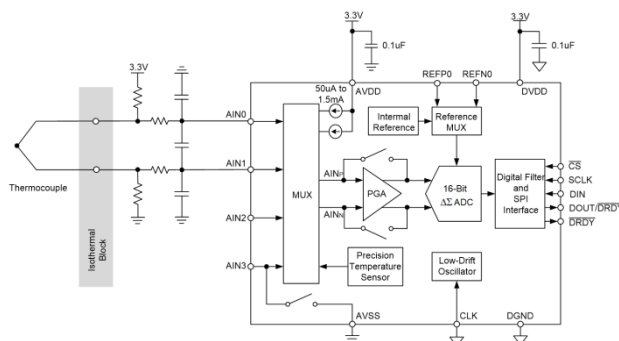 3.3V
3.3V
0.1uF
0.1uF
3.3V
50uA to
1.5mA
AVDD
REFP0
REFN0
DVDD
Internal
Reference
Reference
MUX
AIN0
AIN1
AIN2
AIN3
MUX
AINP
AINN
PGA
16-Bit
ΔΣ ADC
Digital Filter
and
SPI
Interface
CS
SCLK
DIN
DOUT/DRDY
DRDY
Thermocouple
Isothermal
Block
Precision
Temperature
Sensor
Low-Drift
Oscillator
AVSS
CLK
DGND